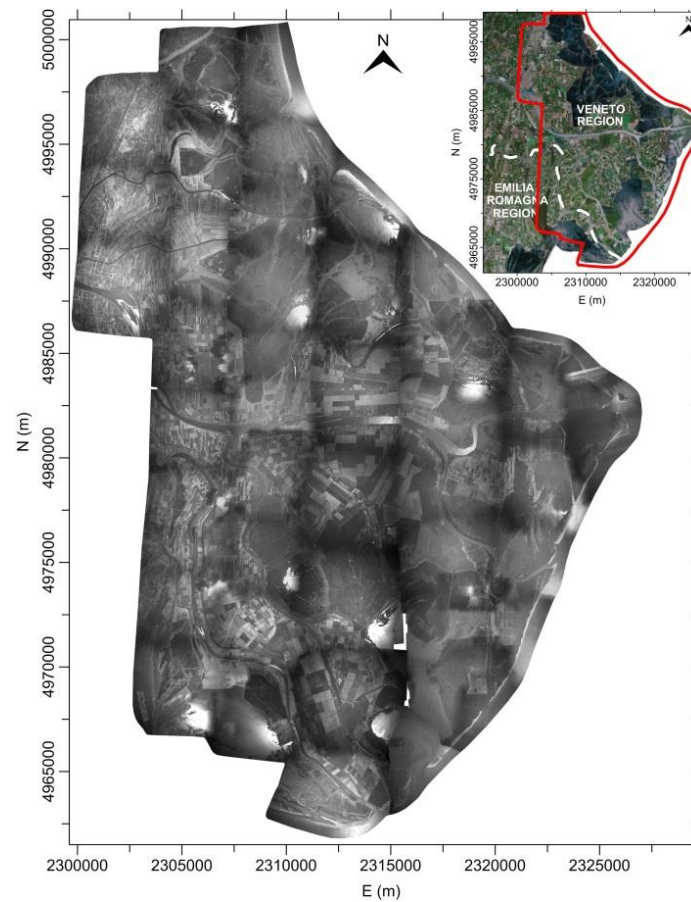 5000000
4995000
4990000
4985000
4980000
4975000
4970000
4965000
N (m)
2300000
2305000
2310000
2315000
2320000
2325000
E (m)
N
4995000
4985000
4975000
4965000
N (m)
2300000
2310000
2320000
E (m)
N
VENETO
REGION
EMILIA
ROMAGNA
REGION